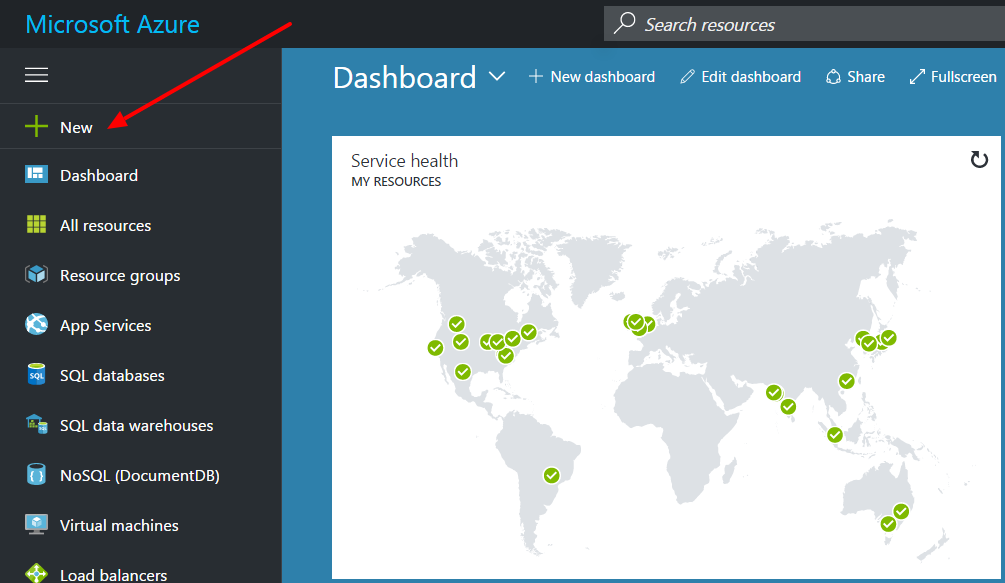 Microsoft Azure
Search resources
Dashboard
New dashboard
Edit dashboard
Share
Fullscreen
New
Dashboard
All resources
Resource groups
App Services
SQL
SQL databases
SQL data warehouses
NoSQL (DocumentDB)
Virtual machines
Load balancers
Service health
MY RESOURCES